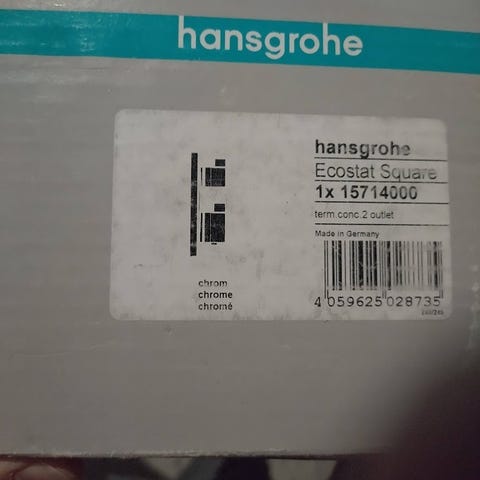 hansgrohe
hansgrohe
Ecostat Square
1x 15714000
term.conc.2 outlet
Made in Germany
chrom
chrome
chromé
4 059625 028735